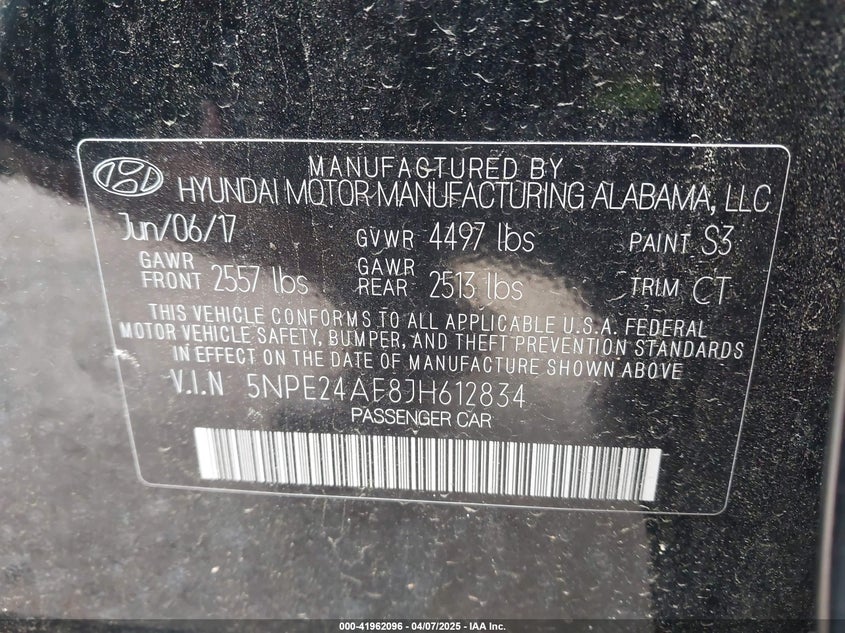 MANUFACTURED BY
HYUNDAI MOTOR MANUFACTURING ALABAMA, LLC
Jun/06/17 GVWR 4497 lbs PAINT S3
GAWR FRONT 2557 lbs GAWR REAR 2513 lbs TRIM CT
THIS VEHICLE CONFORMS TO ALL APPLICABLE U.S.A. FEDERAL
MOTOR VEHICLE SAFETY, BUMPER, AND THEFT PREVENTION STANDARDS
IN EFFECT ON THE DATE OF MANUFACTURE SHOWN ABOVE
V.I.N 5NPE24AF8JH612834
PASSENGER CAR
000-41962096 - 04/07/2025 - IAA Inc.